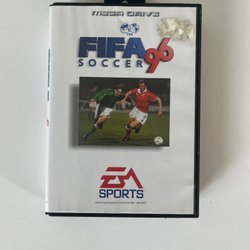 MEGA DRIVE
FIFA
SOCCER 96
EA
SPORTS